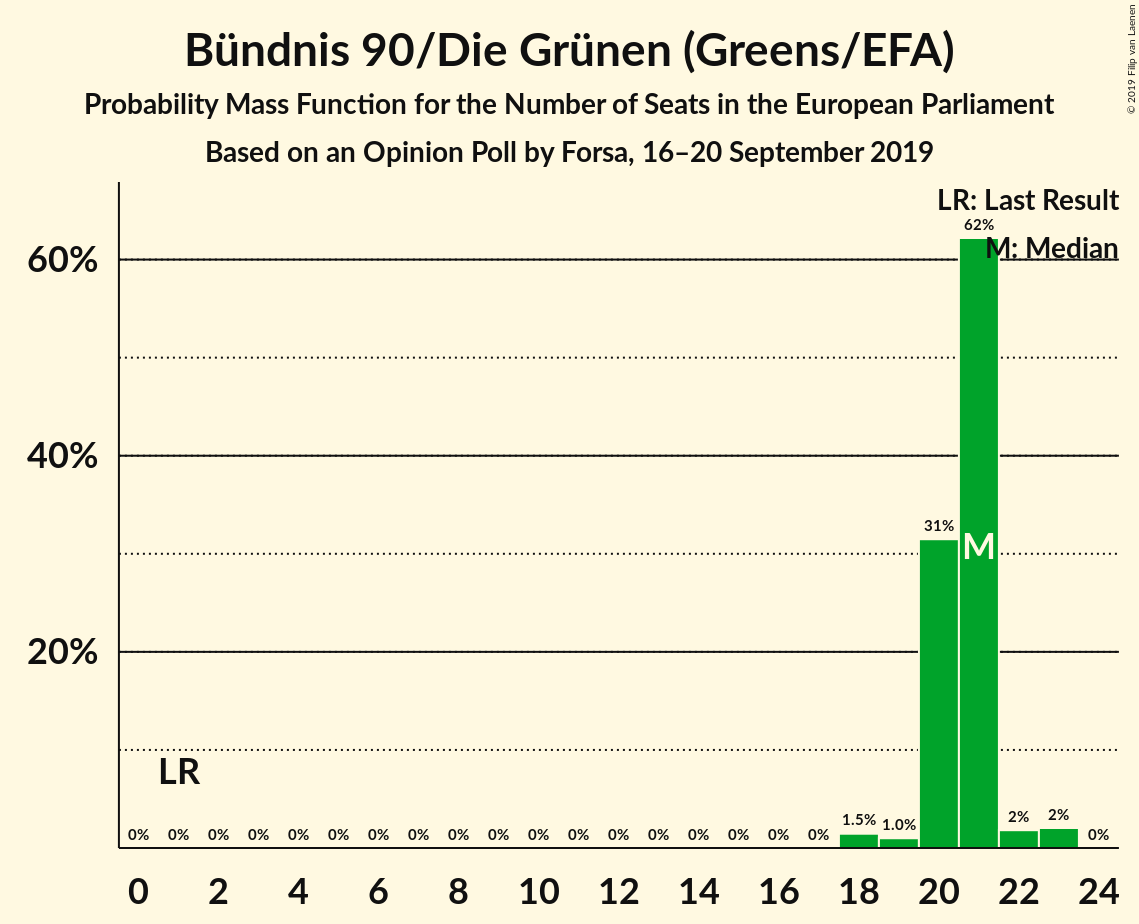 Bündnis 90/Die Grünen (Greens/EFA)
Probability Mass Function for the Number of Seats in the European Parliament
Based on an Opinion Poll by Forsa, 16–20 September 2019
© 2019 Filip van Laenen
LR: Last Result
M: Median
62%
60%
40%
31%
M
20%
LR
0% 0% 0% 0% 0% 0% 0% 0% 0% 0% 0% 0% 0% 0% 0% 0% 0% 0% 1.5% 1.0% 2% 2% 0%
0 2 4 6 8 10 12 14 16 18 20 22 24